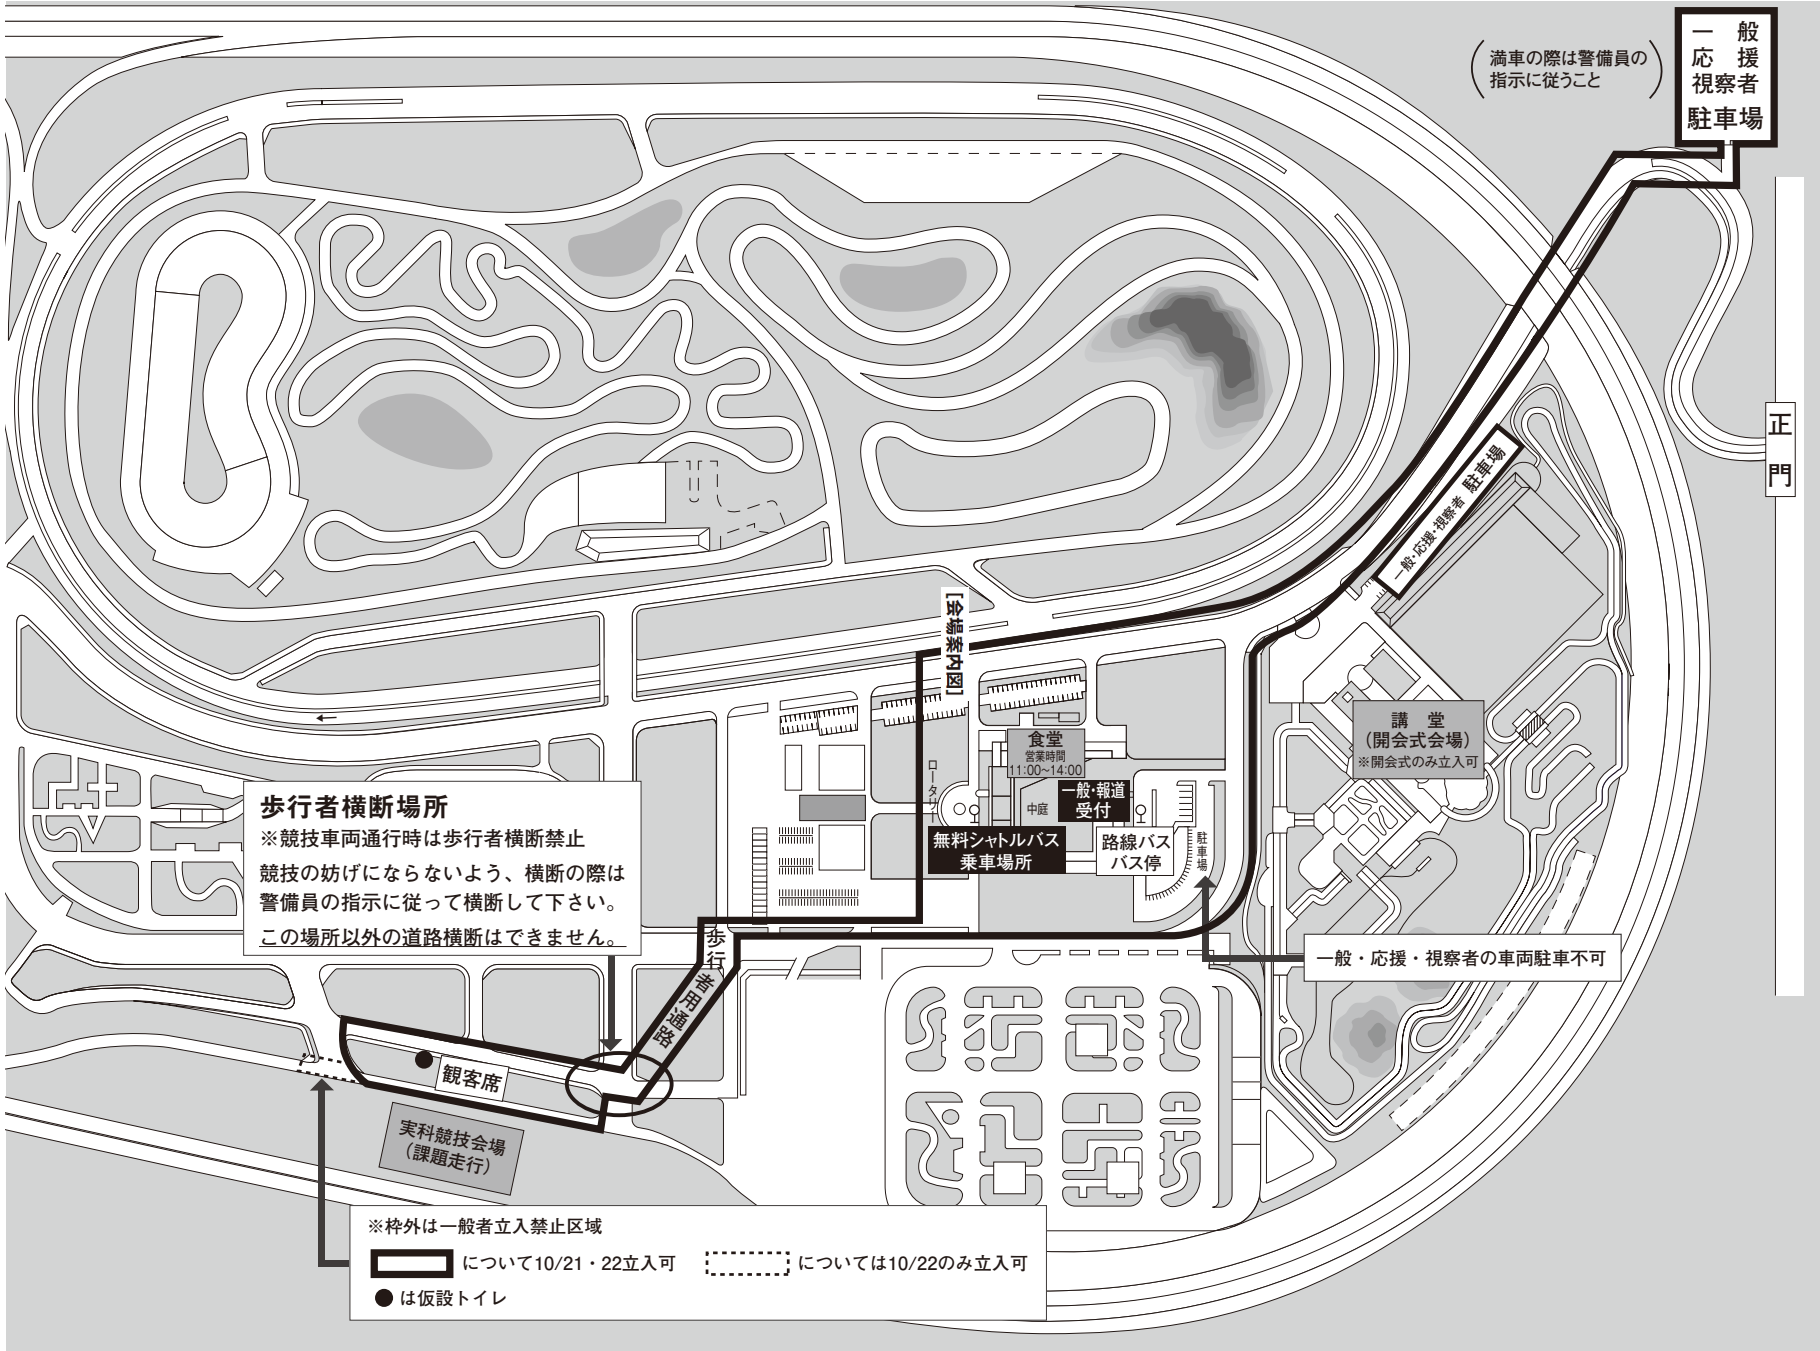 一 般
応 援
視察者
駐車場
（満車の際は警備員の
指示に従うこと）
正門
一般・応援・視察者 駐車場
［会場案内図］
講 堂
（開会式会場）
※開会式のみ立入可
食堂
営業時間
11:00~14:00
ロータリー
中庭
一般・報道
受付
無料シャトルバス
乗車場所
路線バス
バス停
駐車場
一般・応援・視察者の車両駐車不可
歩行者横断場所
※競技車両通行時は歩行者横断禁止
競技の妨げにならないよう、横断の際は
警備員の指示に従って横断して下さい。
この場所以外の道路横断はできません。
歩行者用通路
観客席
実科競技会場
（課題走行）
※枠外は一般者立入禁止区域
について10/21・22立入可
については10/22のみ立入可
●は仮設トイレ